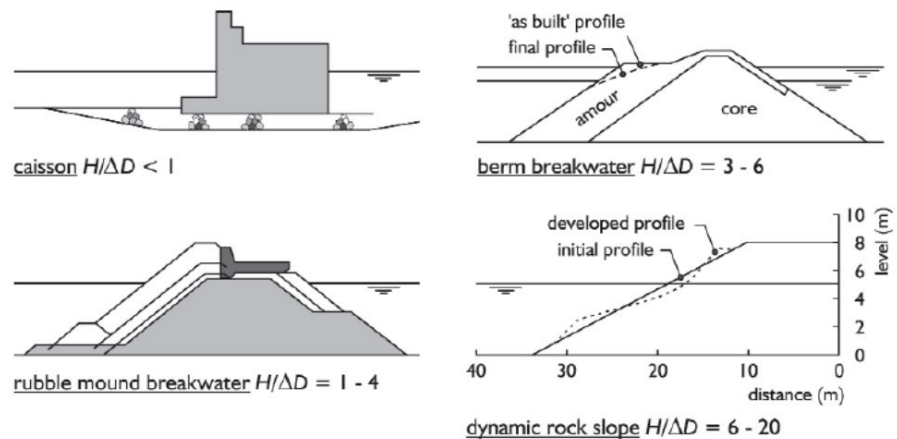 caisson H/ΔD < 1
'as built' profile
final profile
amour
core
berm breakwater H/ΔD = 3 - 6
rubble mound breakwater H/ΔD = 1 - 4
developed profile
initial profile
10
8
6
4
2
0
level (m)
40 30 20 10 0
distance (m)
dynamic rock slope H/ΔD = 6 - 20